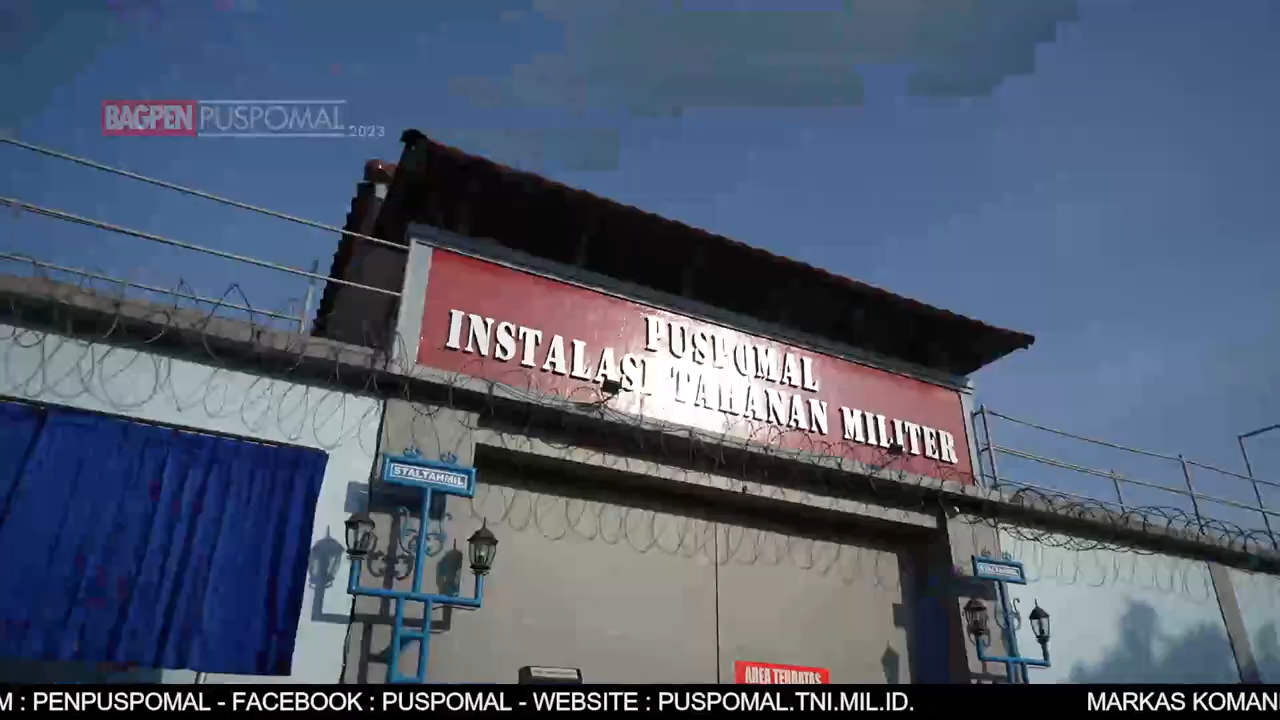 BAGPEN PUSPOMAL 2023
PUSPOMAL
INSTALASI TAHANAN MILITER
STALTAHMIL
STALTAHMIL
AREA TERBATAS
M : PENPUSPOMAL - FACEBOOK : PUSPOMAL - WEBSITE : PUSPOMAL.TNI.MIL.ID. MARKAS KOMAN